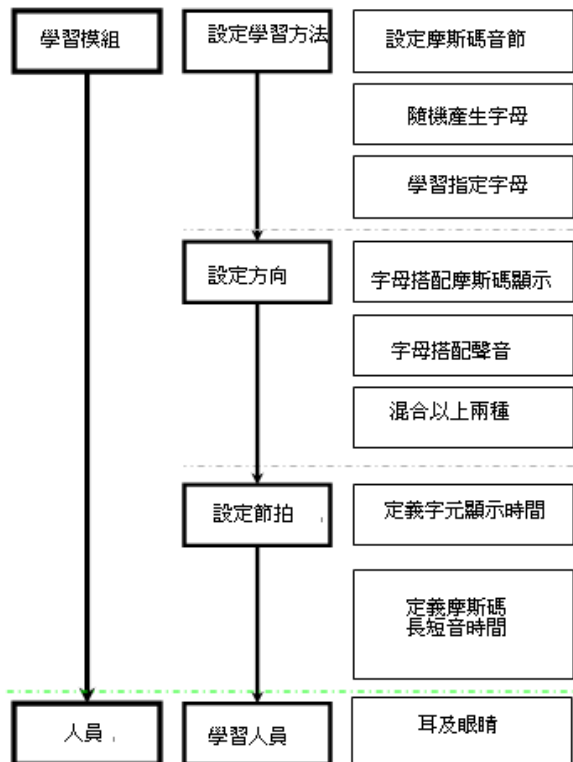 學習模組
設定學習方法
設定摩斯碼音節
隨機產生字母
學習指定字母
設定方向
字母搭配摩斯碼顯示
字母搭配聲音
混合以上兩種
設定節拍
定義字元顯示時間
定義摩斯碼
長短音時間
人員
學習人員
耳及眼睛